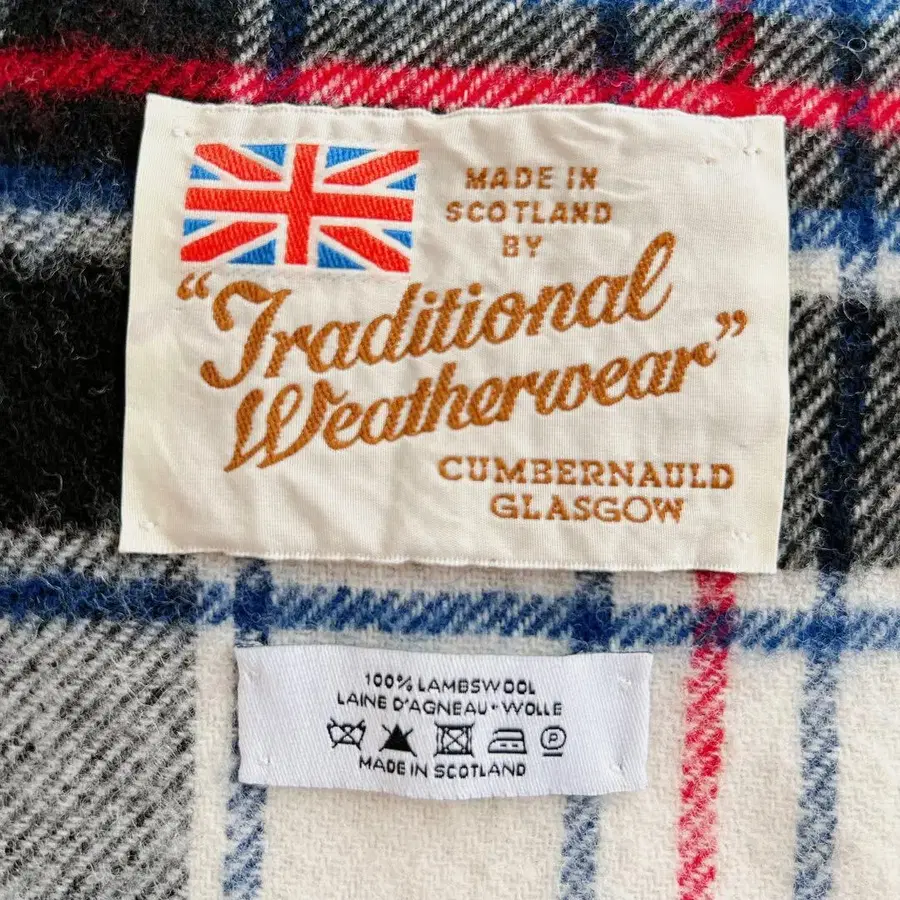 MADE IN
SCOTLAND
BY
"Traditional
Weatherwear"
CUMBERNAULD
GLASGOW
100% LAMBSWOOL
LAINE D'AGNEAU - WOLLE
P
MADE IN SCOTLAND